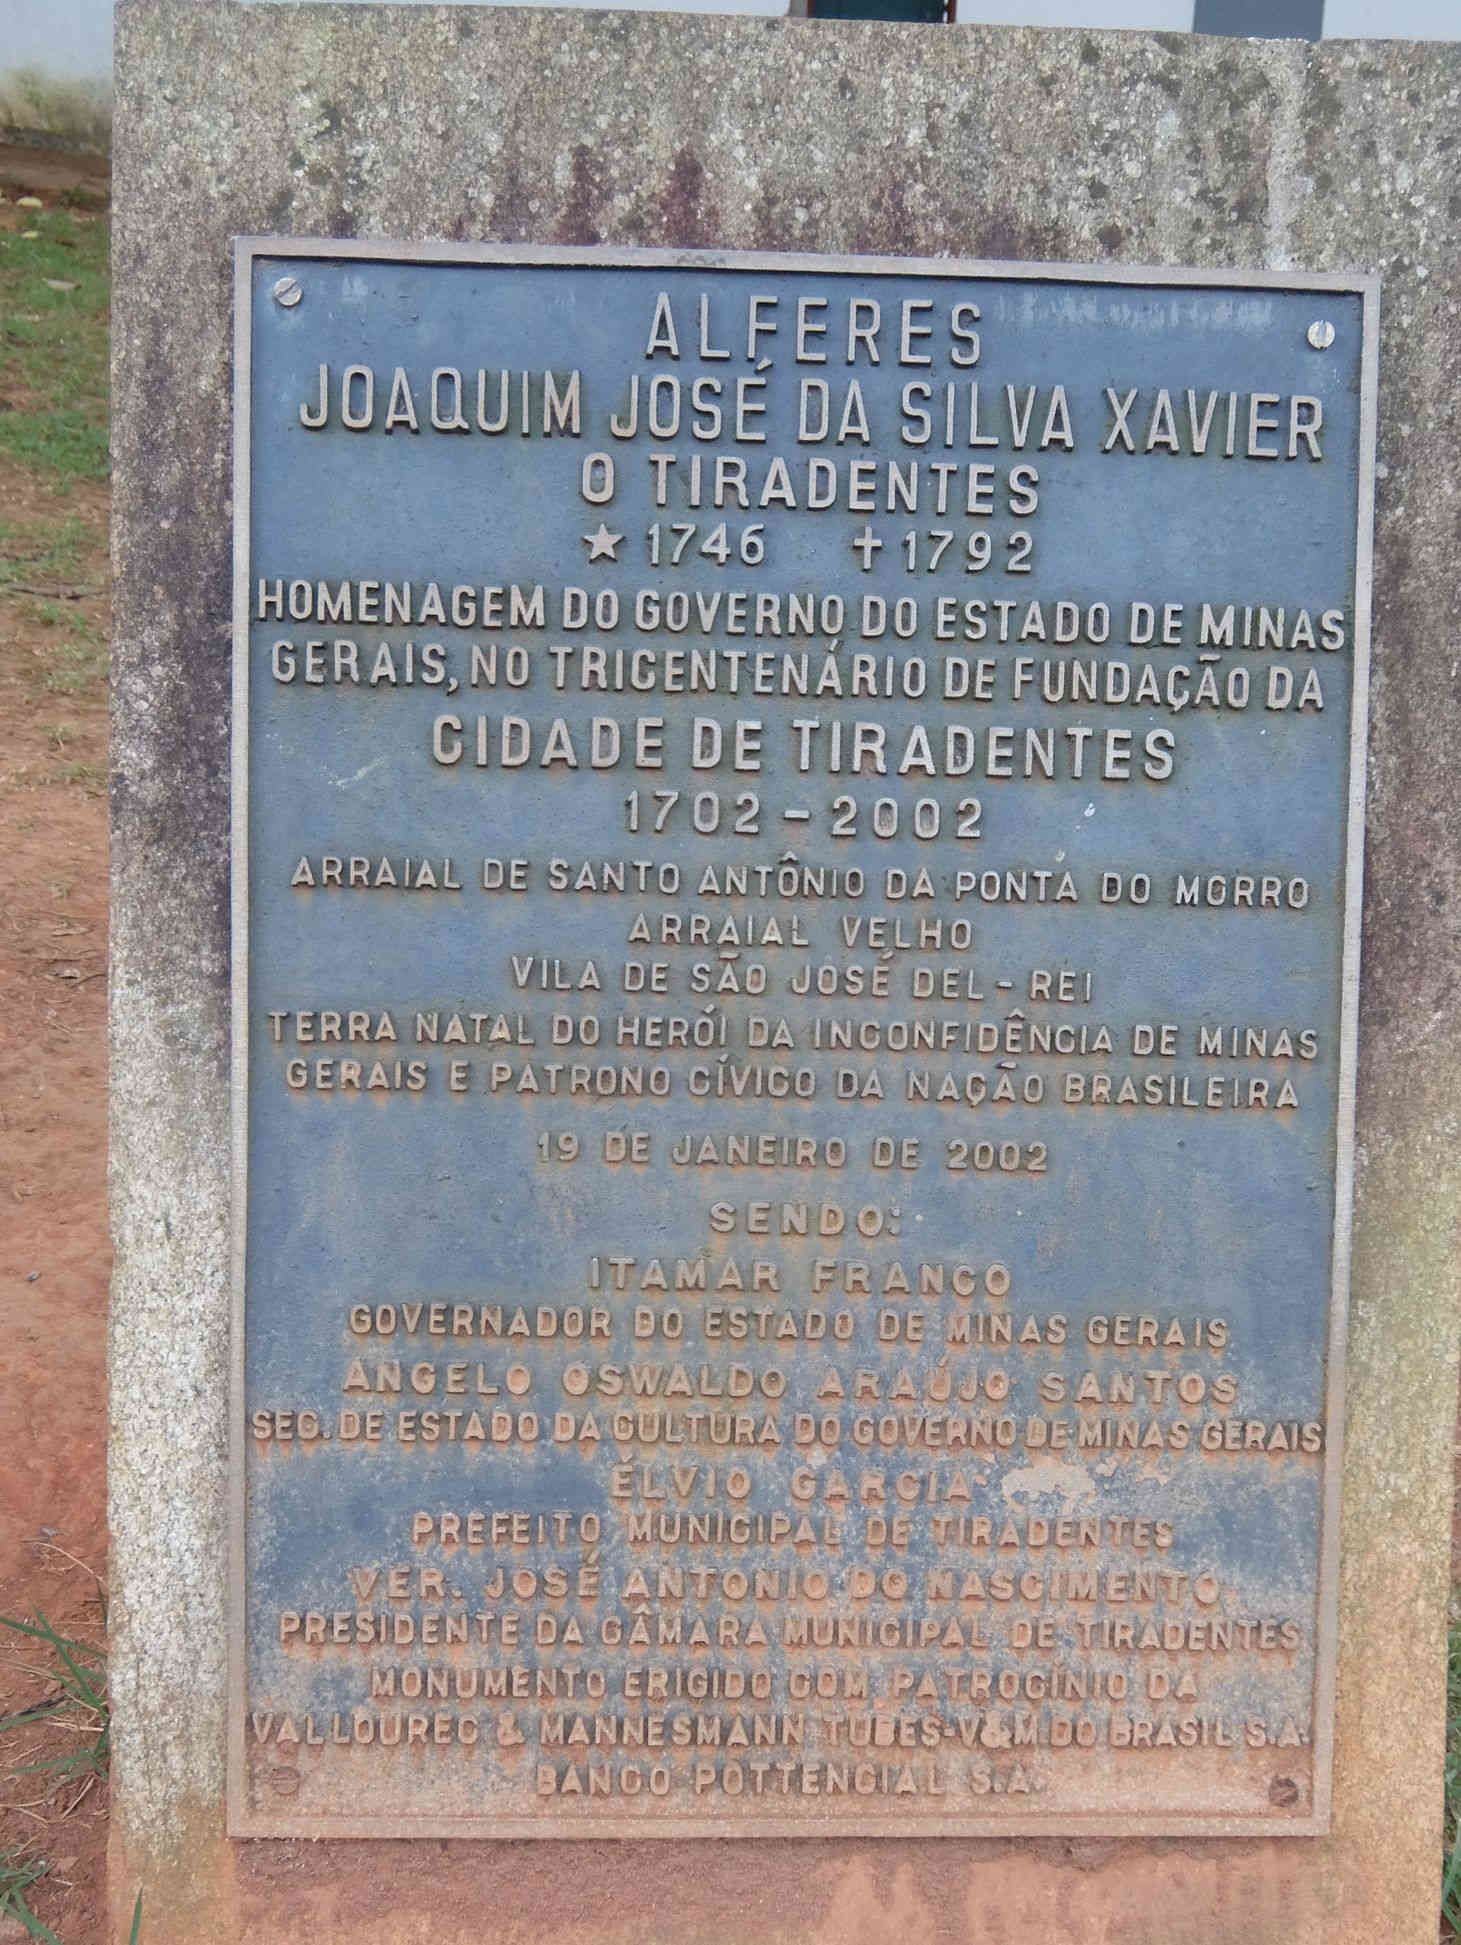 ALFERES
JOAQUIM JOSÉ DA SILVA XAVIER
O TIRADENTES
★ 1746 ✝ 1792
HOMENAGEM DO GOVERNO DO ESTADO DE MINAS
GERAIS, NO TRICENTENÁRIO DE FUNDAÇÃO DA
CIDADE DE TIRADENTES
1702 - 2002
ARRAIAL DE SANTO ANTÔNIO DA PONTA DO MORRO
ARRAIAL VELHO
VILA DE SÃO JOSÉ DEL - REI
TERRA NATAL DO HERÓI DA INCONFIDÊNCIA DE MINAS
GERAIS E PATRONO CÍVICO DA NAÇÃO BRASILEIRA
19 DE JANEIRO DE 2002
SENDO:
ITAMAR FRANCO
GOVERNADOR DO ESTADO DE MINAS GERAIS
ANGELO OSWALDO ARAÚJO SANTOS
SEC. DE ESTADO DA CULTURA DO GOVERNO DE MINAS GERAIS
ÉLVIO GARCIA
PREFEITO MUNICIPAL DE TIRADENTES
VER. JOSÉ ANTONIO DO NASCIMENTO
PRESIDENTE DA CÂMARA MUNICIPAL DE TIRADENTES
MONUMENTO ERIGIDO COM PATROCÍNIO DA
VALLOUREC & MANNESMANN TUBES-V&M DO BRASIL S.A.
BANCO POTTENCIAL S.A.